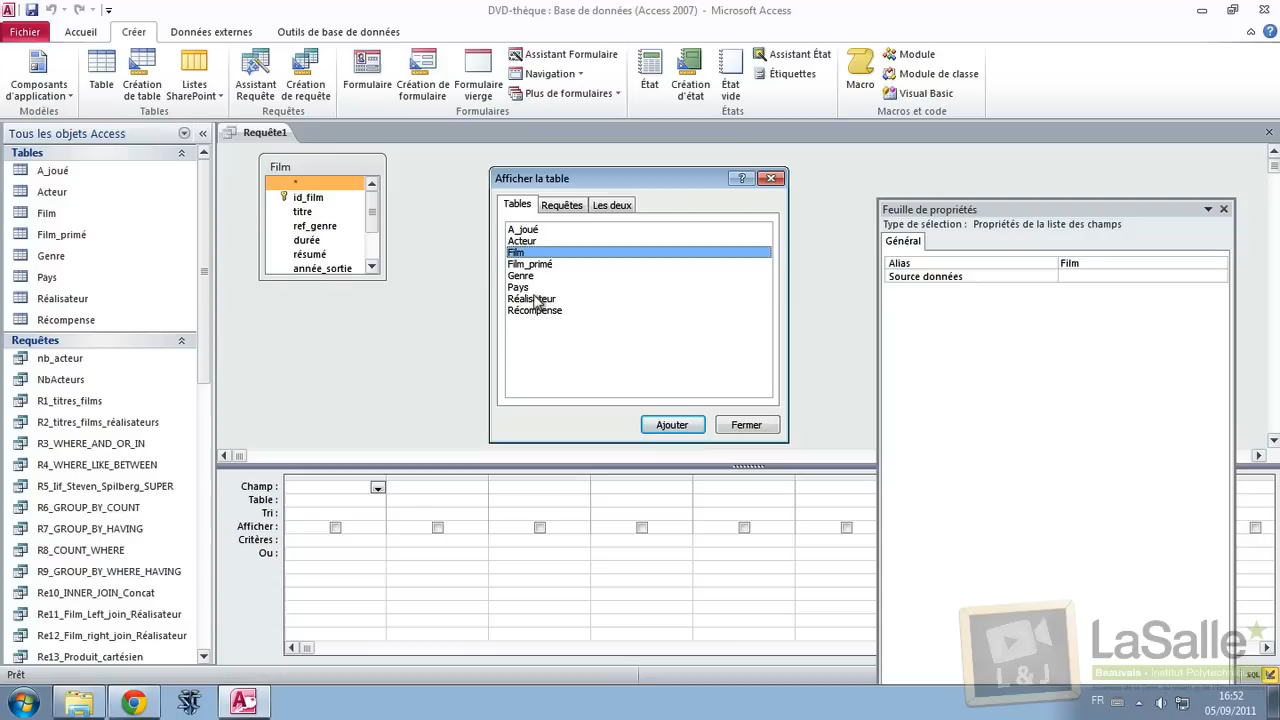 DVD-thèque : Base de données (Access 2007) - Microsoft Access
Fichier Accueil Créer Données externes Outils de base de données
Composants d'application
Modèles
Table
Création de table
Listes SharePoint
Tables
Assistant Requête
Création de requête
Requêtes
Formulaire
Création de formulaire
Formulaire vierge
Assistant Formulaire
Navigation
Plus de formulaires
Formulaires
État
Création d'état
État vide
Assistant État
Étiquettes
États
Macro
Module
Module de classe
Visual Basic
Macros et code
Tous les objets Access
Tables
A_joué
Acteur
Film
Film_primé
Genre
Pays
Réalisateur
Récompense
Requêtes
nb_acteur
NbActeurs
R1_titres_films
R2_titres_films_réalisateurs
R3_WHERE_AND_OR_IN
R4_WHERE_LIKE_BETWEEN
R5_Iif_Steven_Spilberg_SUPER
R6_GROUP_BY_COUNT
R7_GROUP_BY_HAVING
R8_COUNT_WHERE
R9_GROUP_BY_WHERE_HAVING
Re10_INNER_JOIN_Concat
Re11_Film_Left_join_Réalisateur
Re12_Film_right_join_Réalisateur
Re13_Produit_cartésien
Requête1
Film
*
id_film
titre
ref_genre
durée
résumé
année_sortie
Afficher la table
Tables Requêtes Les deux
A_joué
Acteur
Film
Film_primé
Genre
Pays
Réalisateur
Récompense
Ajouter Fermer
Feuille de propriétés
Type de sélection : Propriétés de la liste des champs
Général
Alias Film
Source données
Champ :
Table :
Tri :
Afficher :
Critères :
Ou :
L & J
LaSalle
Beauvais
Prêt
SQL
FR
16:52
05/09/2011